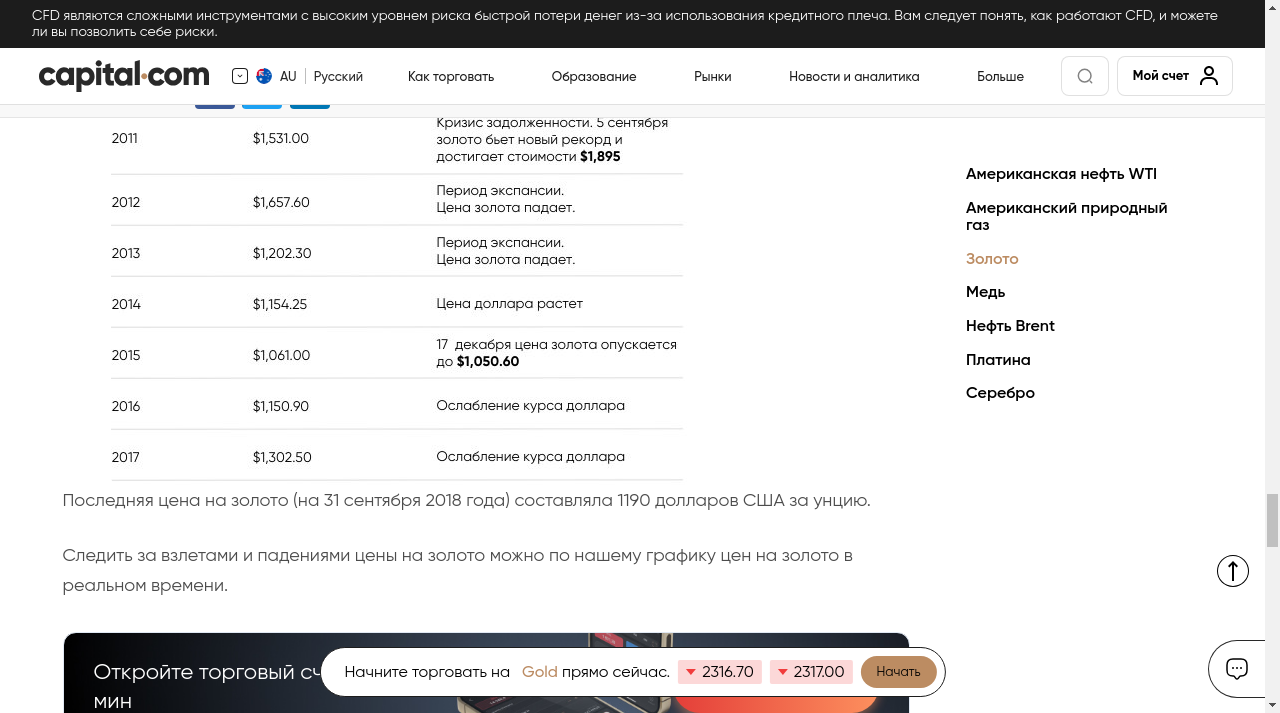 CFD являются сложными инструментами с высоким уровнем риска быстрой потери денег из-за использования кредитного плеча. Вам следует понять, как работают CFD, и можете
ли вы позволить себе риски.
capital.com AU Русский Как торговать Образование Рынки Новости и аналитика Больше Мой счет
2011 $1,531.00 Кризис задолженности. 5 сентября
золото бьет новый рекорд и
достигает стоимости $1,895
2012 $1,657.60 Период экспансии.
Цена золота падает.
2013 $1,202.30 Период экспансии.
Цена золота падает.
2014 $1,154.25 Цена доллара растет
2015 $1,061.00 17 декабря цена золота опускается
до $1,050.60
2016 $1,150.90 Ослабление курса доллара
2017 $1,302.50 Ослабление курса доллара
Американская нефть WTI
Американский природный
газ
Золото
Медь
Нефть Brent
Платина
Серебро
Последняя цена на золото (на 31 сентября 2018 года) составляла 1190 долларов США за унцию.
Следить за взлетами и падениями цены на золото можно по нашему графику цен на золото в
реальном времени.
Откройте торговый сч
мин
Начните торговать на Gold прямо сейчас. 2316.70 2317.00 Начать